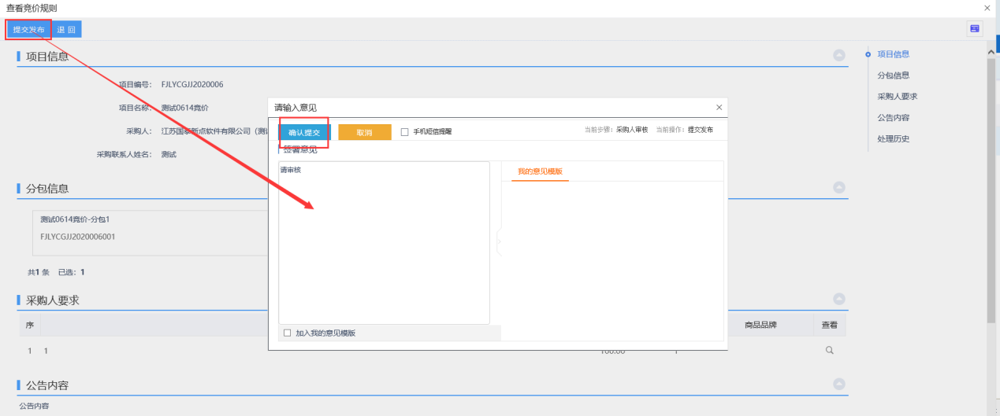 查看竞价规则
提交发布 退 回
项目信息
项目编号： FJLYCGJJ2020006
项目名称： 测试0614竞价
采购人： 江苏国泰新点软件有限公司（测
采购联系人姓名： 测试
分包信息
测试0614竞价-分包1
FJLYCGJJ2020006001
共1 条 已选：1
采购人要求
序 商品品牌 查看
1 1 100.00 1
公告内容
公告内容
请输入意见
确认提交 取消 手机短信提醒 当前步骤：采购人审核 当前操作：提交发布
签署意见
请审核
我的意见模版
加入我的意见模版
项目信息
分包信息
采购人要求
公告内容
处理历史